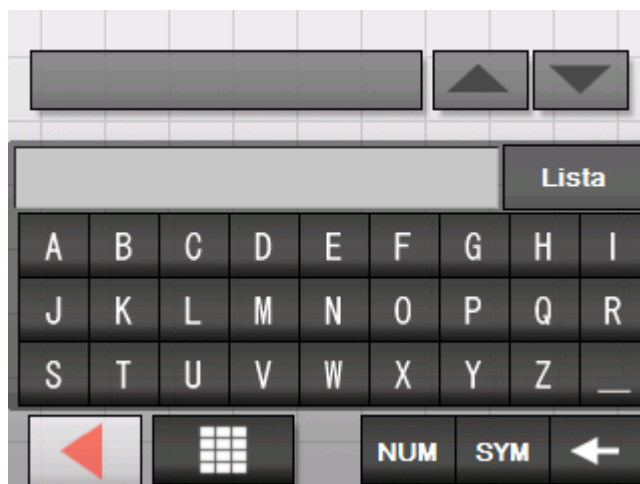 Lista
A B C D E F G H I
J K L M N O P Q R
S T U V W X Y Z _
NUM SYM